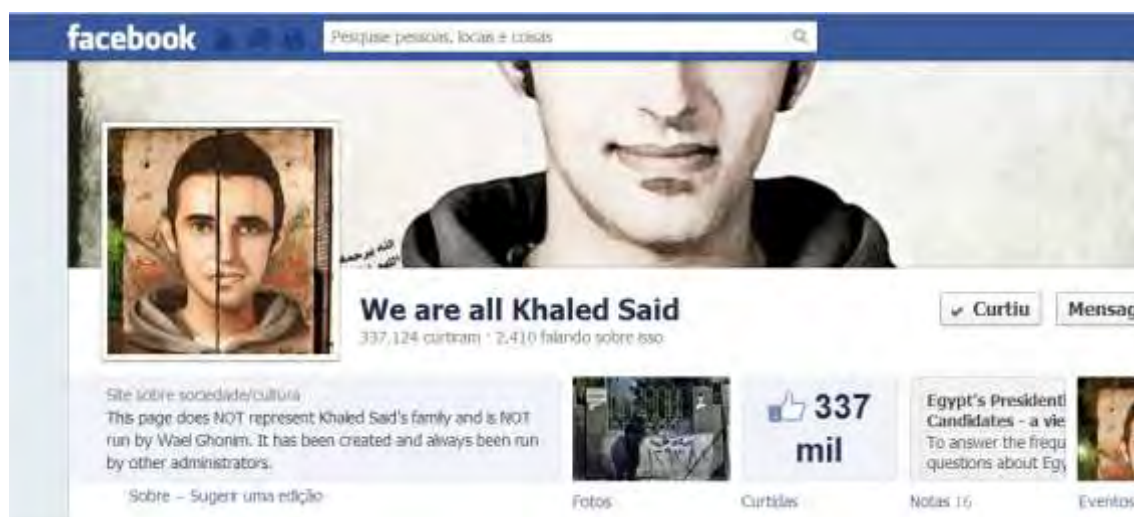 facebook
Pesquise pessoas, locais e coisas
الله يرحمه
We are all Khaled Said
337.124 curtiram · 2.410 falando sobre isso
✓ Curtiu
Mensag
Site sobre sociedade/cultura
This page does NOT represent Khaled Said's family and is NOT
run by Wael Ghonim. It has been created and always been run
by other administrators.
Sobre – Sugerir uma edição
Fotos
337
mil
Curtidas
Egypt's Presidenti
Candidates - a vie
To answer the frequ
questions about Egy
Notas 16
Eventos